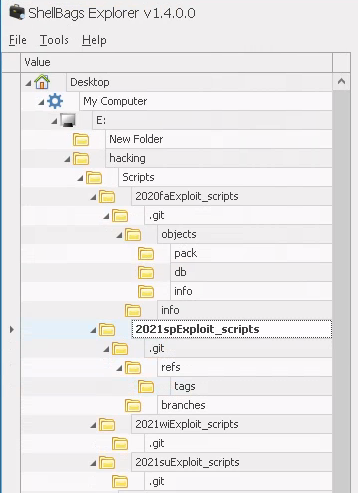 ShellBags Explorer v1.4.0.0
File Tools Help
Value
Desktop
My Computer
E:
New Folder
hacking
Scripts
2020faExploit_scripts
.git
objects
pack
db
info
info
2021spExploit_scripts
.git
refs
tags
branches
2021wiExploit_scripts
.git
2021suExploit_scripts
.git